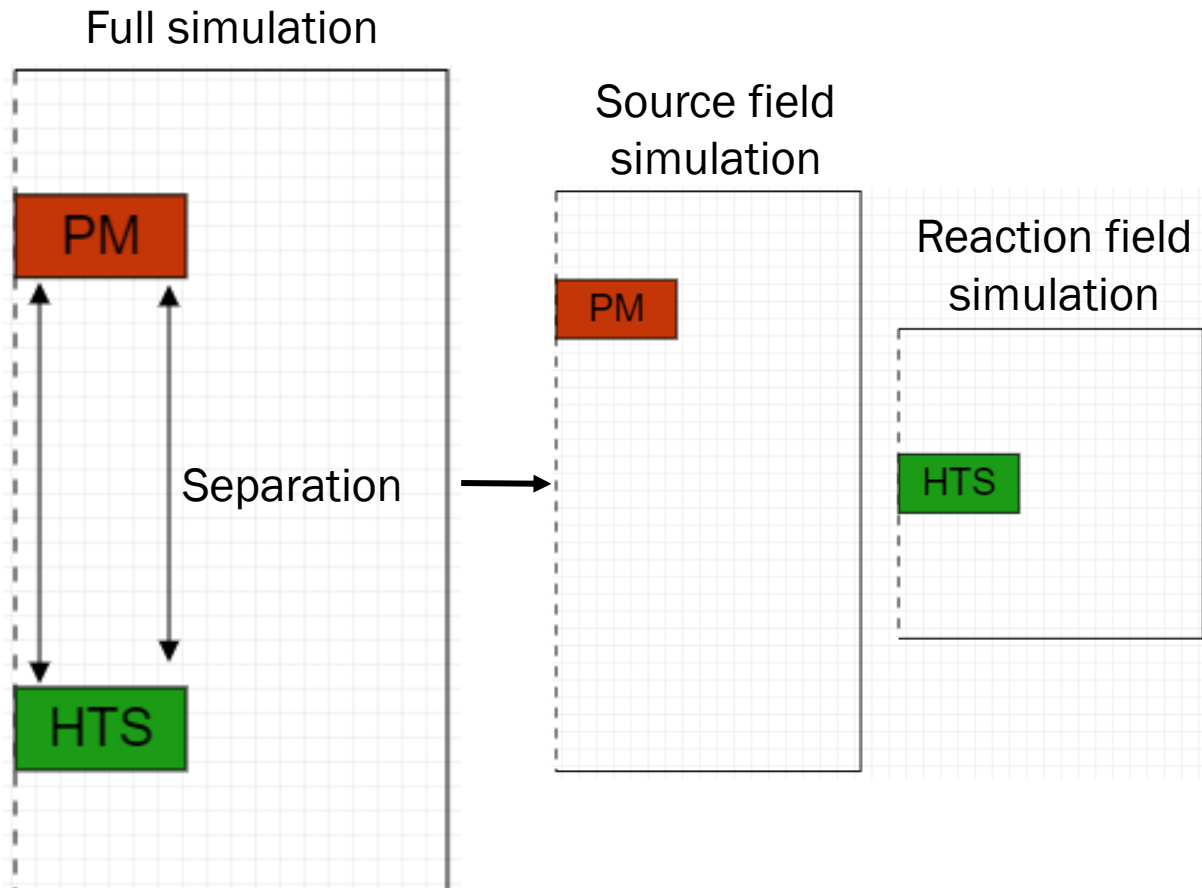 Full simulation
PM
Separation
HTS
Source field
simulation
PM
Reaction field
simulation
HTS